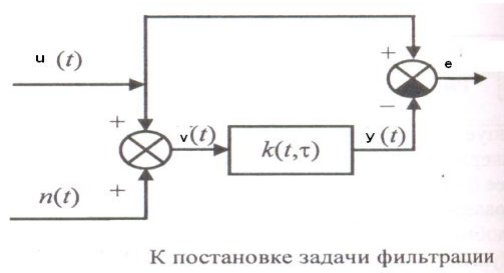 +
u (t)
e
−
+
v(t)
k(t,τ)
y (t)
n(t)
+
К постановке задачи фильтрации